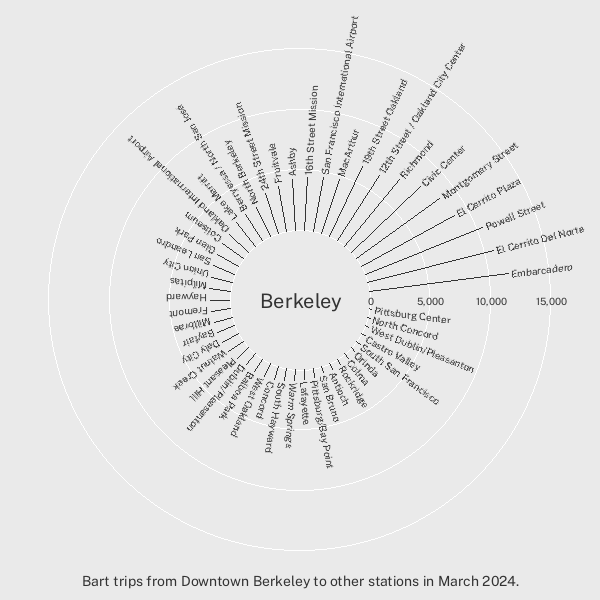 Embarcadero
El Cerrito Del Norte
Powell Street
El Cerrito Plaza
Montgomery Street
Civic Center
Richmond
12th Street / Oakland City Center
19th Street Oakland
MacArthur
San Francisco International Airport
16th Street Mission
Ashby
Fruitvale
24th Street Mission
North Berkeley
Berryessa / North San Jose
Lake Merritt
Oakland International Airport
Coliseum
Glen Park
San Leandro
Union City
Milpitas
Hayward
Fremont
Millbrae
Bayfair
Daly City
Walnut Creek
Pleasant Hill
Dublin Pleasanton
Balboa Park
West Oakland
Concord
South Hayward
Warm Springs
Lafayette
Pittsburg/Bay Point
San Bruno
Antioch
Rockridge
Colma
Orinda
South San Francisco
Castro Valley
West Dublin/Pleasanton
North Concord
Pittsburg Center
Berkeley
0 5,000 10,000 15,000
Bart trips from Downtown Berkeley to other stations in March 2024.